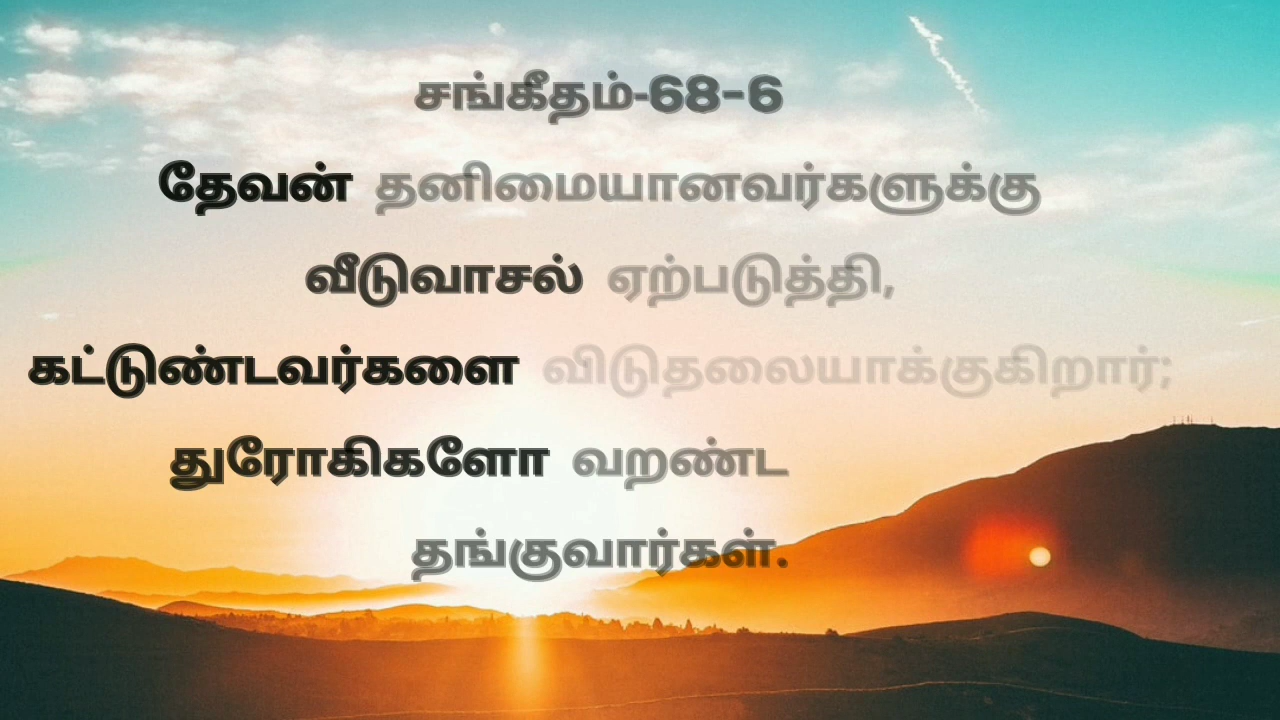 சங்கீதம்-68-6
தேவன் தனிமையானவர்களுக்கு
வீடுவாசல் ஏற்படுத்தி,
கட்டுண்டவர்களை விடுதலையாக்குகிறார்;
துரோகிகளோ வறண்ட
தங்குவார்கள்.